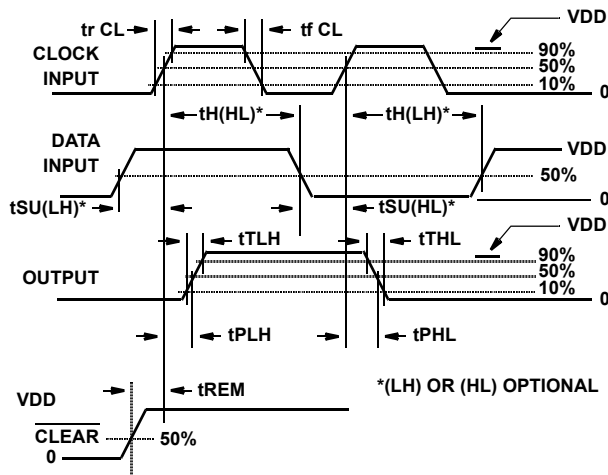 tr CL
tf CL
VDD
CLOCK
INPUT
90%
50%
10%
0
tH(HL)*
tH(LH)*
DATA
INPUT
VDD
50%
0
tSU(LH)*
tSU(HL)*
tTLH
tTHL
VDD
OUTPUT
90%
50%
10%
0
tPLH
tPHL
tREM
*(LH) OR (HL) OPTIONAL
VDD
CLEAR
50%
0